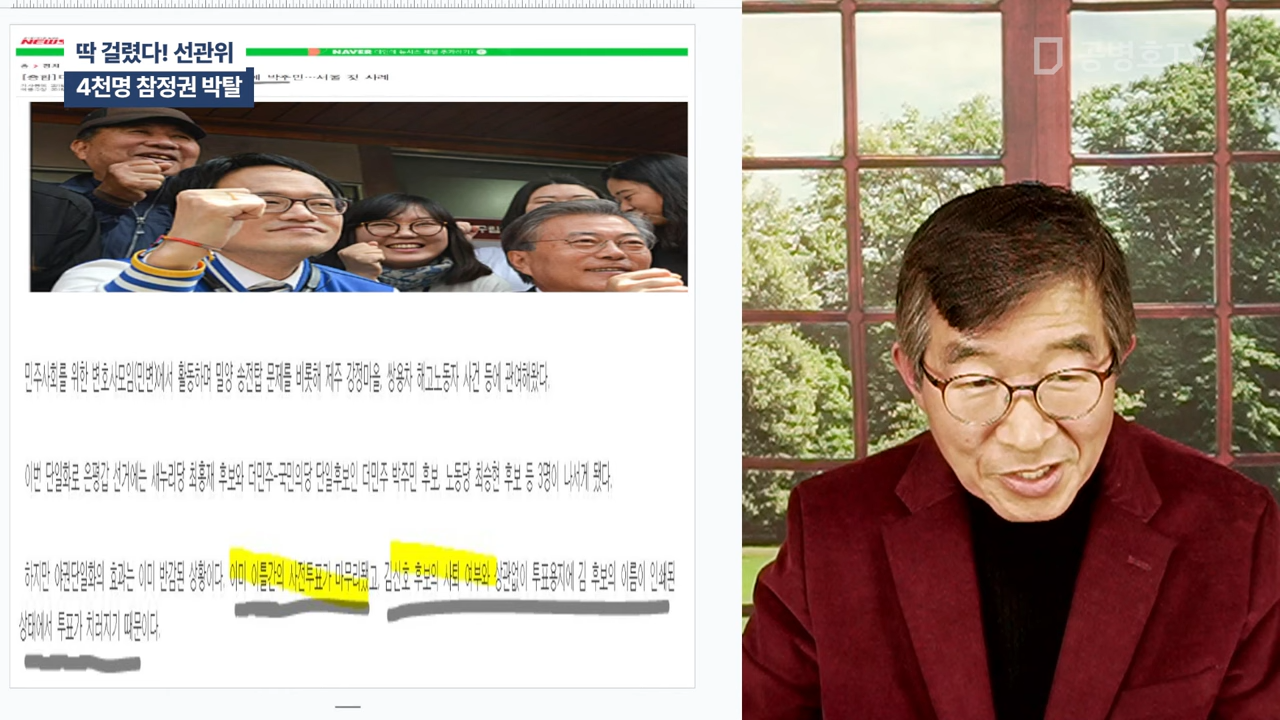 딱 걸렸다! 선관위
4천명 참정권 박탈
NEWS
NAVER
공병호TV
민주사회를 위한 변호사모임(민변)에서 활동하며 밀양 송전탑 문제를 비롯해 제주 강정마을, 쌍용차 해고노동자 사건 등에 관여해왔다.
이번 단일화로 은평갑 선거에는 새누리당 최홍재 후보와 더민주-국민의당 단일후보인 더민주 박주민 후보, 노동당 최승현 후보 등 3명이 나서게 됐다.
하지만 야권단일화의 효과는 이미 반감된 상황이다. 이미 이틀간의 사전투표가 마무리됐고, 김신호 후보의 사퇴 여부와 상관없이 투표용지에 김 후보의 이름이 인쇄된
상태에서 투표가 치러지기 때문이다.